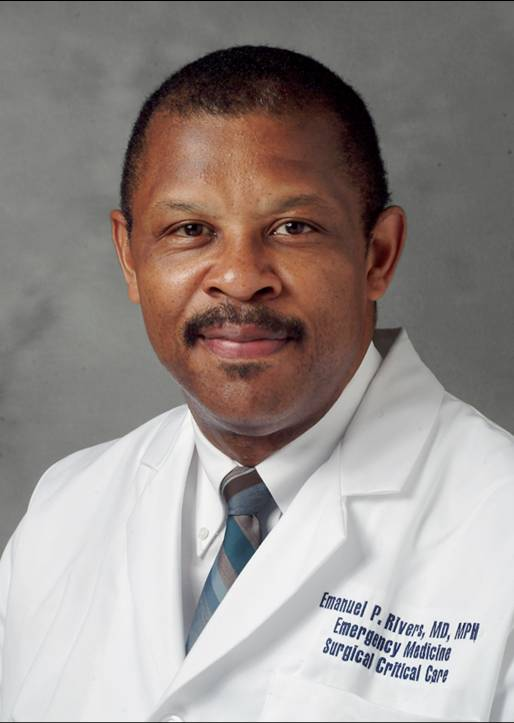 Emanuel P. Rivers, MD, MPH
Emergency Medicine
Surgical Critical Care